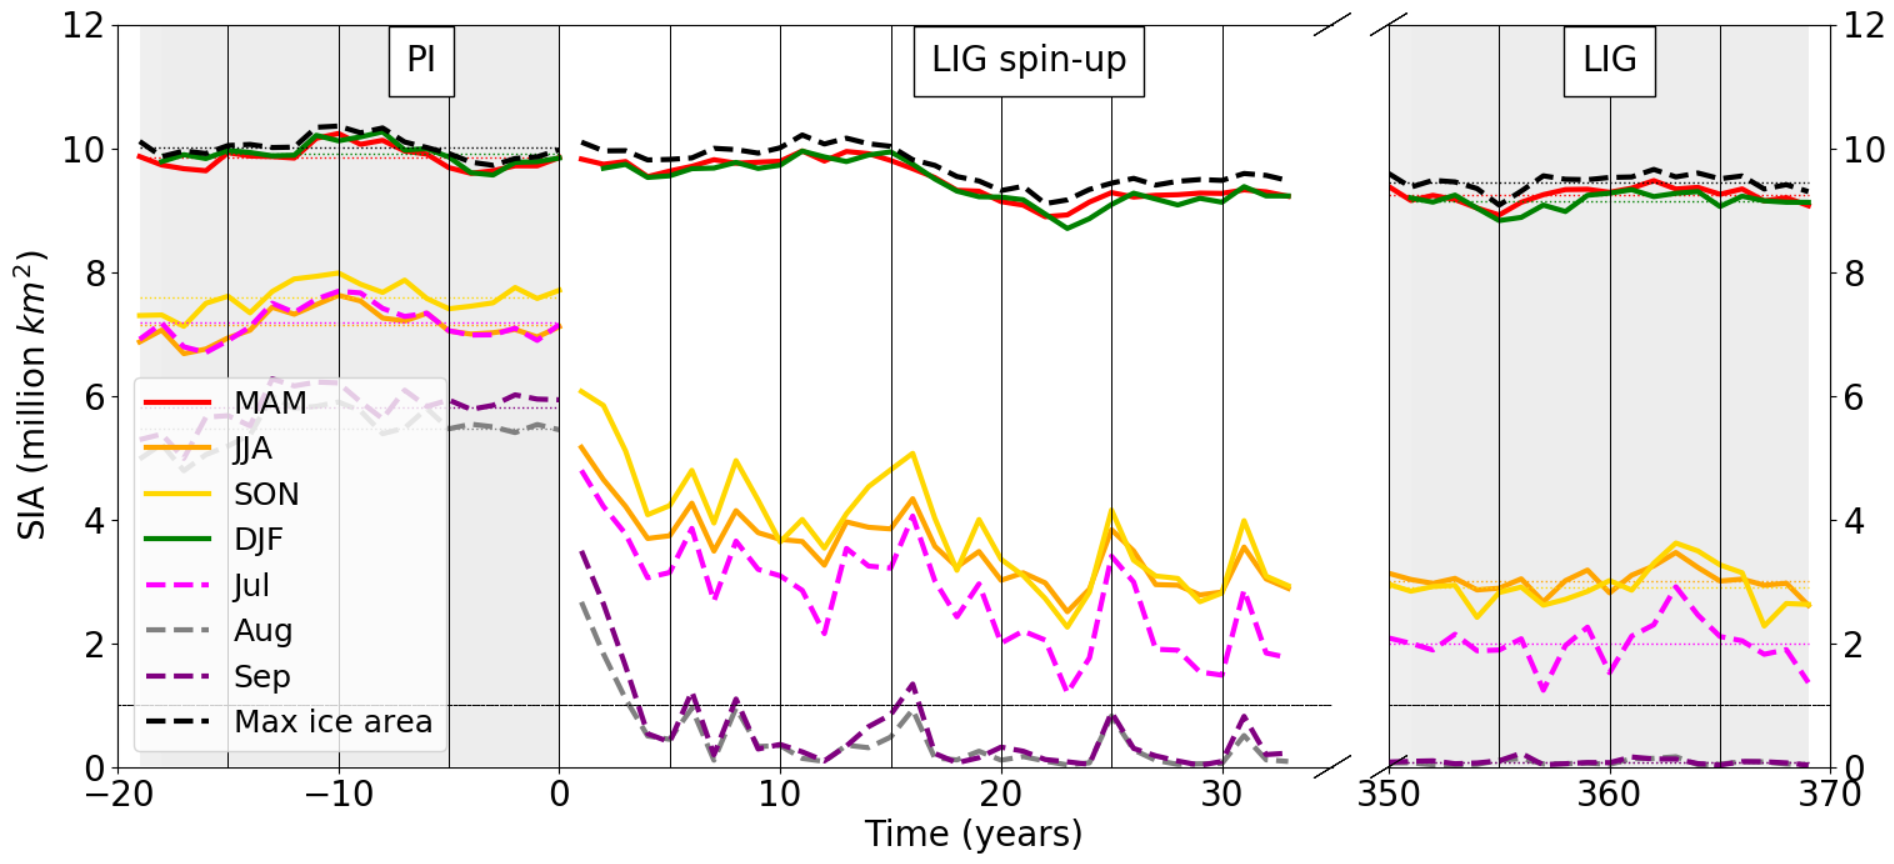 PI
LIG spin-up
LIG
12
10
8
6
4
2
0
SIA (million km²)
MAM
JJA
SON
DJF
Jul
Aug
Sep
Max ice area
12
10
8
6
4
2
0
−20 −10 0 10 20 30 350 360 370
Time (years)